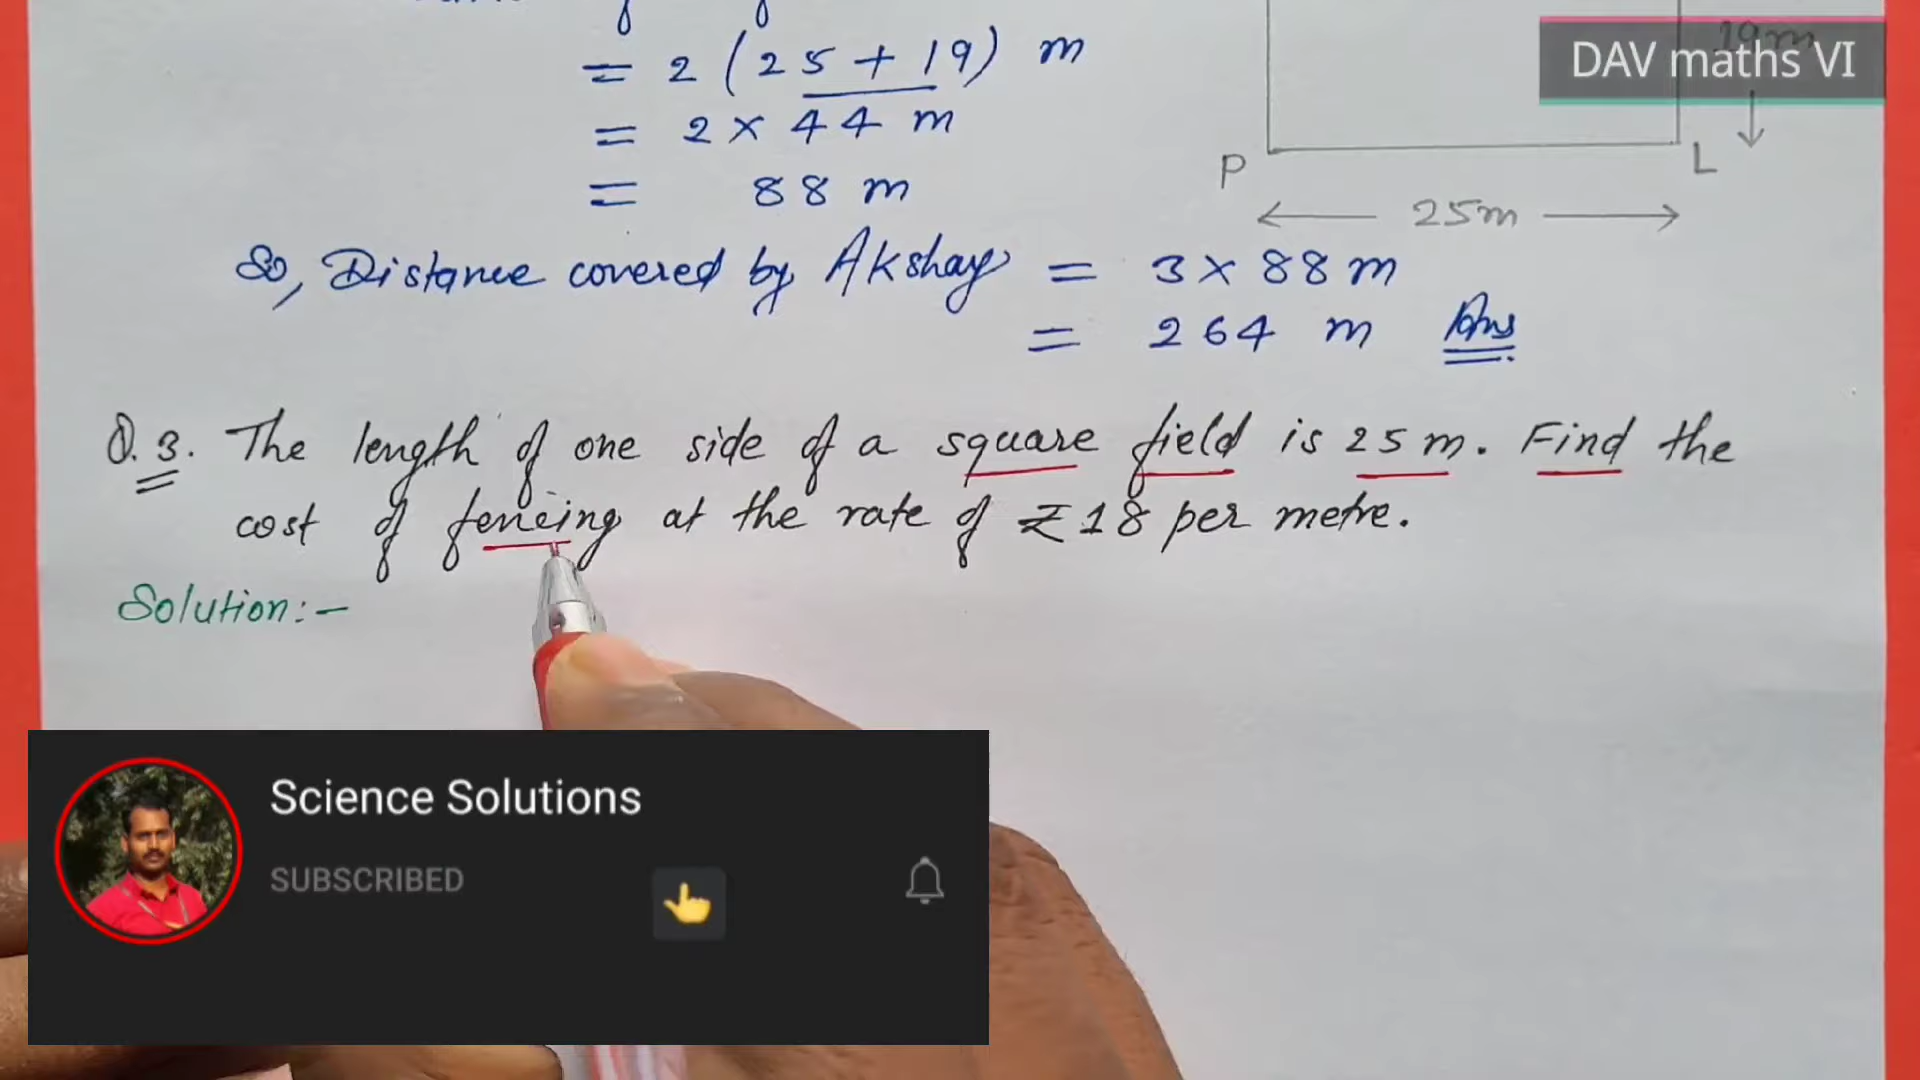 = 2 (25 + 19) m
= 2 × 44 m
= 88 m
19m
DAV maths VI
P
L
25m
So, Distance covered by Akshay = 3 × 88 m
= 264 m Ans
Q.3. The length of one side of a square field is 25 m. Find the
cost of fencing at the rate of ₹18 per metre.
Solution:-
Science Solutions
SUBSCRIBED